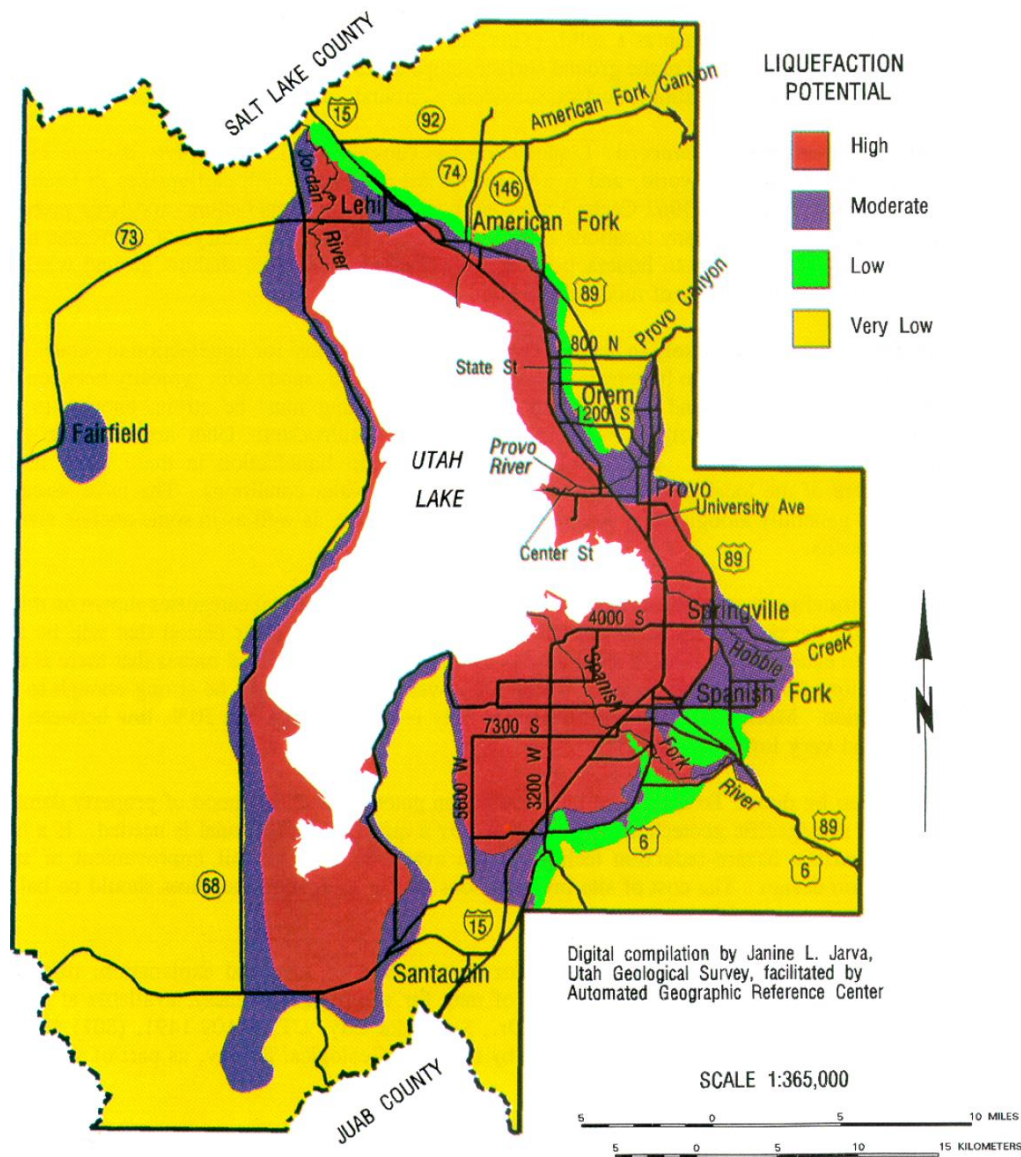 SALT LAKE COUNTY
15
92
American Fork Canyon
LIQUEFACTION
POTENTIAL
High
Moderate
Low
Very Low
74
146
Jordan
River
Lehi
American Fork
73
89
Provo Canyon
800 N
State St
Orem
1200 S
Fairfield
UTAH
LAKE
Provo
River
Provo
University Ave
Center St
89
Springville
4000 S
Hobble
Creek
Spanish
Fork
River
Spanish Fork
7300 S
5600 W
3200 W
6
89
6
N
68
15
Santaquin
JUAB COUNTY
Digital compilation by Janine L. Jarva,
Utah Geological Survey, facilitated by
Automated Geographic Reference Center
SCALE 1:365,000
5 0 5 10 MILES
5 0 5 10 15 KILOMETERS